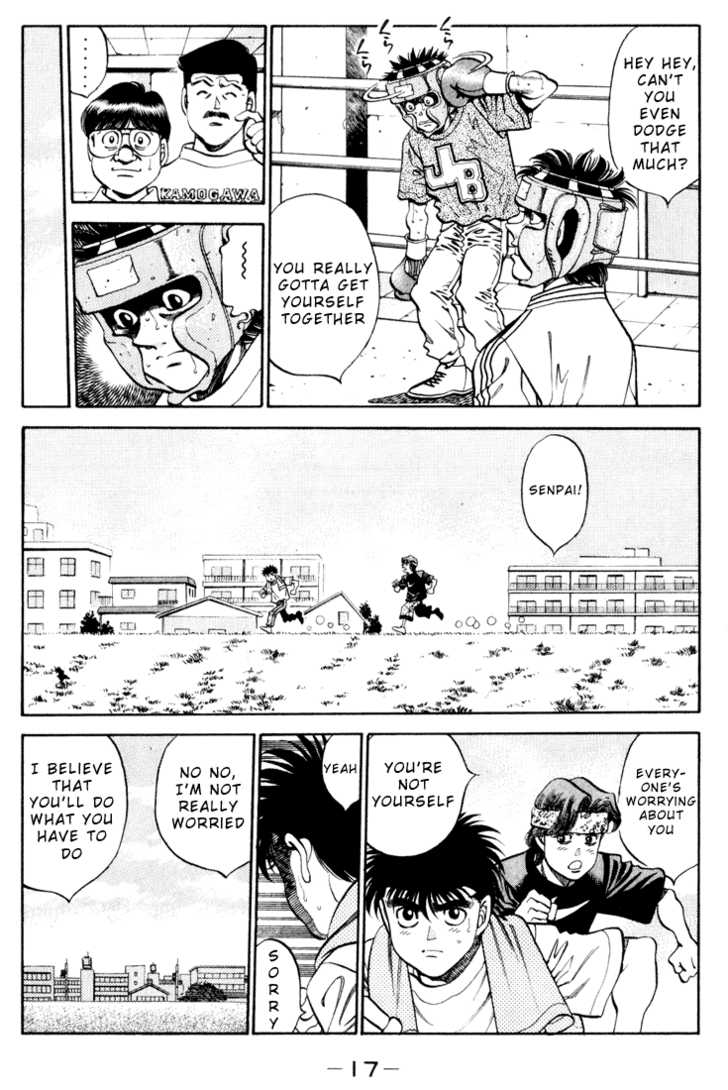 HEY HEY,
CAN'T
YOU
EVEN
DODGE
THAT
MUCH?
JB
YOU REALLY
GOTTA GET
YOURSELF
TOGETHER
......
KAMOGAWA
SENPAI!
EVERY-
ONE'S
WORRYING
ABOUT
YOU
YOU'RE
NOT
YOURSELF
YEAH
SORRY
NO NO,
I'M NOT
REALLY
WORRIED
I BELIEVE
THAT
YOU'LL DO
WHAT YOU
HAVE TO
DO
-17-